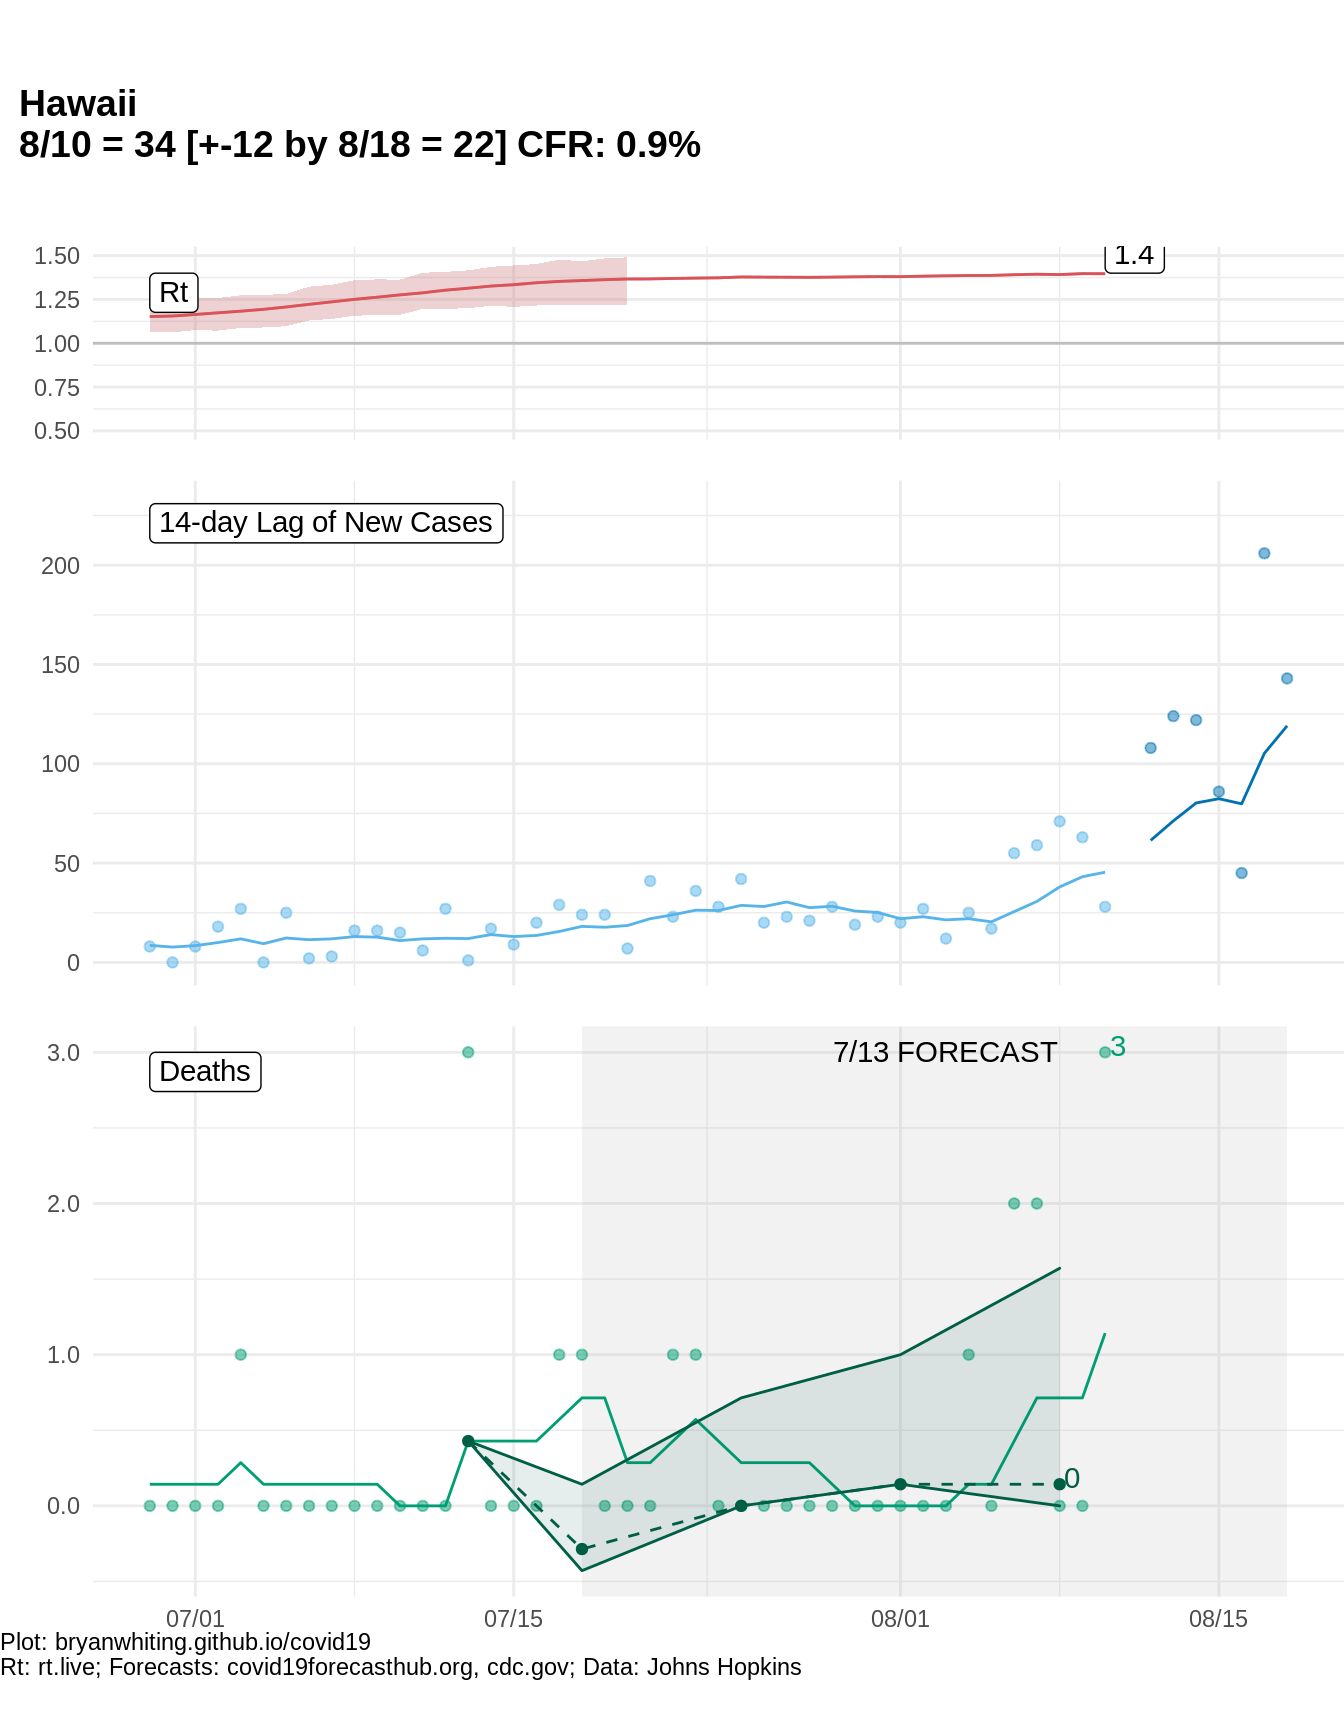 Hawaii
8/10 = 34 [+-12 by 8/18 = 22] CFR: 0.9%
1.50
1.25
1.00
0.75
0.50
Rt
1.4
14-day Lag of New Cases
200
150
100
50
0
Deaths
7/13 FORECAST
3
3.0
2.0
1.0
0.0
0
07/01
07/15
08/01
08/15
Plot: bryanwhiting.github.io/covid19
Rt: rt.live; Forecasts: covid19forecasthub.org, cdc.gov; Data: Johns Hopkins